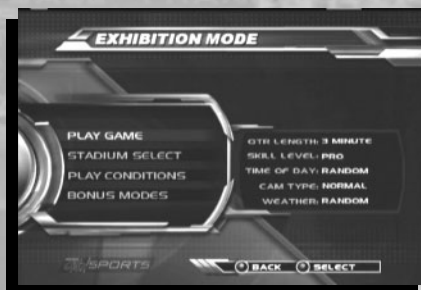 EXHIBITION MODE
PLAY GAME
STADIUM SELECT
PLAY CONDITIONS
BONUS MODES
QTR LENGTH: 3 MINUTE
SKILL LEVEL: PRO
TIME OF DAY: RANDOM
CAM TYPE: NORMAL
WEATHER: RANDOM
SPORTS
BACK SELECT